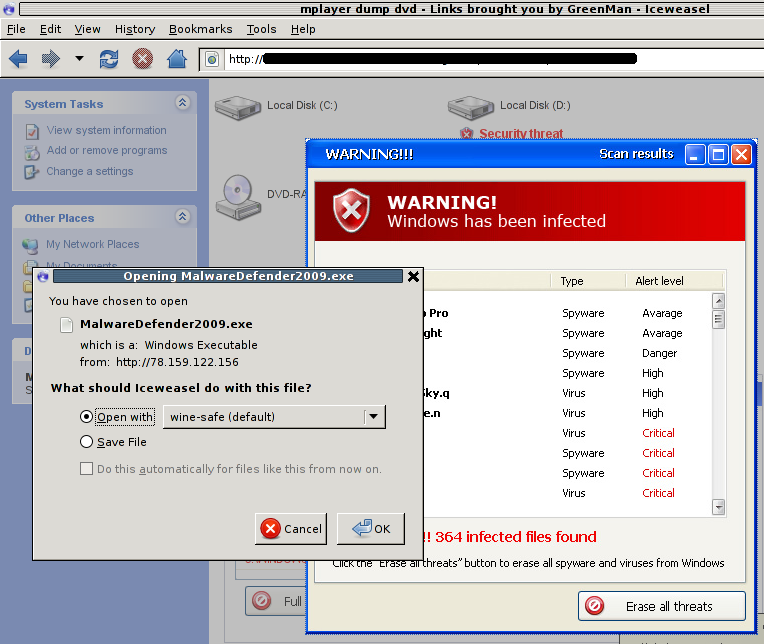 mplayer dump dvd - Links brought you by GreenMan - Iceweasel
File Edit View History Bookmarks Tools Help
http://
System Tasks
View system information
Add or remove programs
Change a settings
Other Places
My Network Places
My Documents
Local Disk (C:)
Local Disk (D:)
Security threat
DVD-RA
WARNING!!! Scan results
WARNING!
Windows has been infected
Type Alert level
o Pro Spyware Avarage
ght Spyware Avarage
Spyware Danger
Spyware High
Sky.q Virus High
e.n Virus High
Virus Critical
Spyware Critical
Spyware Critical
Virus Critical
!! 364 infected files found
Click the "Erase all threats" button to erase all spyware and viruses from Windows
Erase all threats
Full
Opening MalwareDefender2009.exe
You have chosen to open
MalwareDefender2009.exe
which is a: Windows Executable
from: http://78.159.122.156
What should Iceweasel do with this file?
Open with wine-safe (default)
Save File
Do this automatically for files like this from now on.
Cancel OK